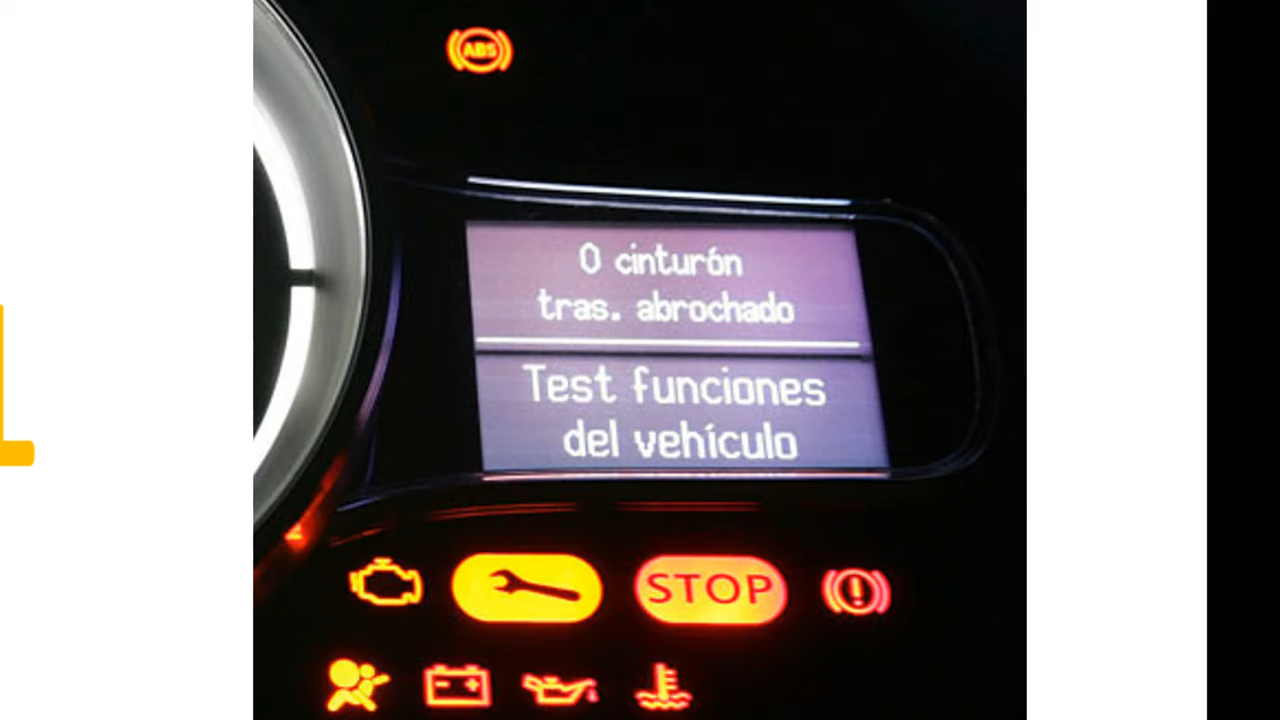 ABS
0 cinturón
tras. abrochado
Test funciones
del vehículo
STOP